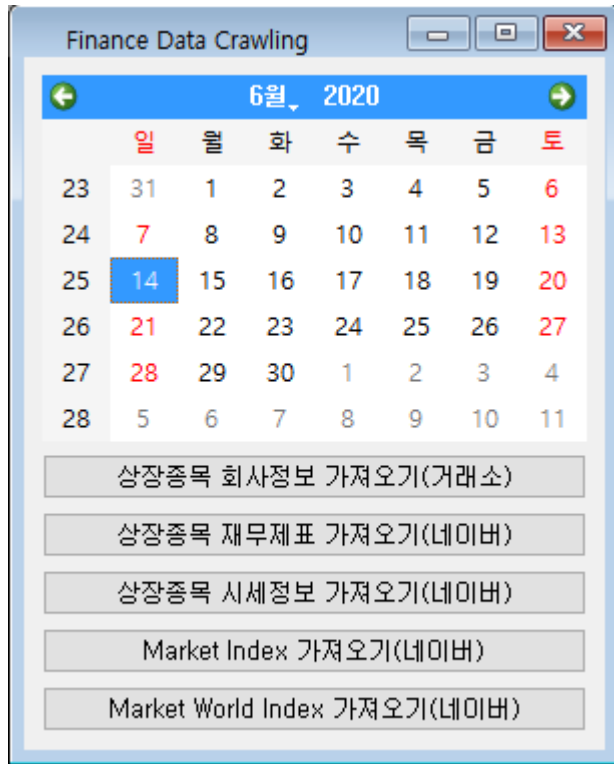 Finance Data Crawling
6월 2020
일 월 화 수 목 금 토
23 31 1 2 3 4 5 6
24 7 8 9 10 11 12 13
25 14 15 16 17 18 19 20
26 21 22 23 24 25 26 27
27 28 29 30 1 2 3 4
28 5 6 7 8 9 10 11
상장종목 회사정보 가져오기(거래소)
상장종목 재무제표 가져오기(네이버)
상장종목 시세정보 가져오기(네이버)
Market Index 가져오기(네이버)
Market World Index 가져오기(네이버)